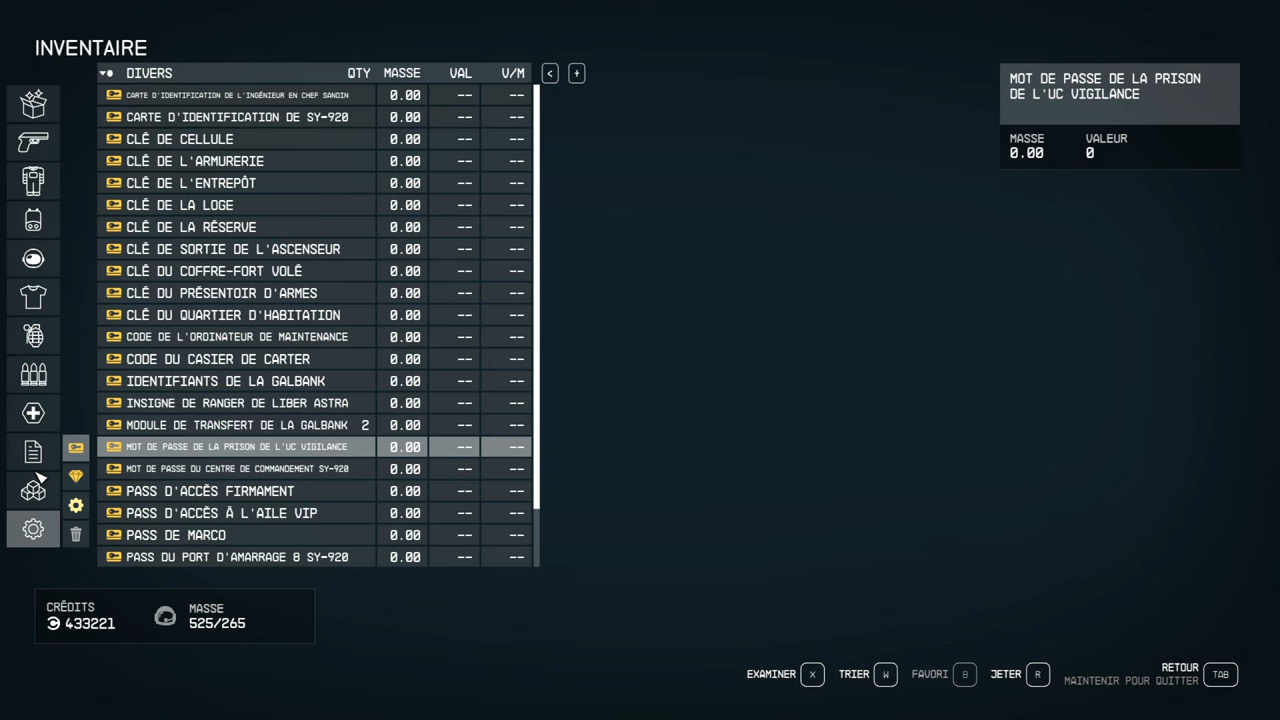 INVENTAIRE
DIVERS QTY MASSE VAL V/M < +
CARTE D'IDENTIFICATION DE L'INGÉNIEUR EN CHEF SANDIN 0.00 -- --
CARTE D'IDENTIFICATION DE SY-920 0.00 -- --
CLÉ DE CELLULE 0.00 -- --
CLÉ DE L'ARMURERIE 0.00 -- --
CLÉ DE L'ENTREPÔT 0.00 -- --
CLÉ DE LA LOGE 0.00 -- --
CLÉ DE LA RÉSERVE 0.00 -- --
CLÉ DE SORTIE DE L'ASCENSEUR 0.00 -- --
CLÉ DU COFFRE-FORT VOLÉ 0.00 -- --
CLÉ DU PRÉSENTOIR D'ARMES 0.00 -- --
CLÉ DU QUARTIER D'HABITATION 0.00 -- --
CODE DE L'ORDINATEUR DE MAINTENANCE 0.00 -- --
CODE DU CASIER DE CARTER 0.00 -- --
IDENTIFIANTS DE LA GALBANK 0.00 -- --
INSIGNE DE RANGER DE LIBER ASTRA 0.00 -- --
MODULE DE TRANSFERT DE LA GALBANK 2 0.00 -- --
MOT DE PASSE DE LA PRISON DE L'UC VIGILANCE 0.00 -- --
MOT DE PASSE DU CENTRE DE COMMANDEMENT SY-920 0.00 -- --
PASS D'ACCÈS FIRMAMENT 0.00 -- --
PASS D'ACCÈS À L'AILE VIP 0.00 -- --
PASS DE MARCO 0.00 -- --
PASS DU PORT D'AMARRAGE 8 SY-920 0.00 -- --
MOT DE PASSE DE LA PRISON
DE L'UC VIGILANCE
MASSE VALEUR
0.00 0
CRÉDITS
433221
MASSE
525/265
EXAMINER X TRIER W FAVORI B JETER R
RETOUR
MAINTENIR POUR QUITTER TAB